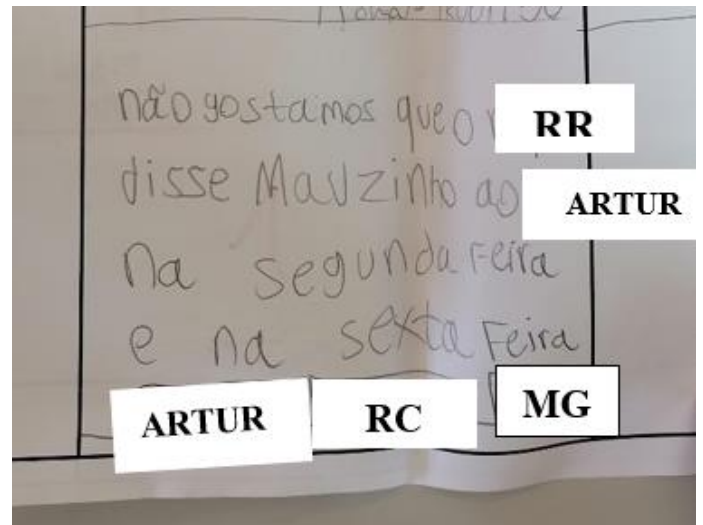 não gostamos que o RR
disse Mauzinho ao ARTUR
na segunda feira
e na sexta Feira
ARTUR RC MG